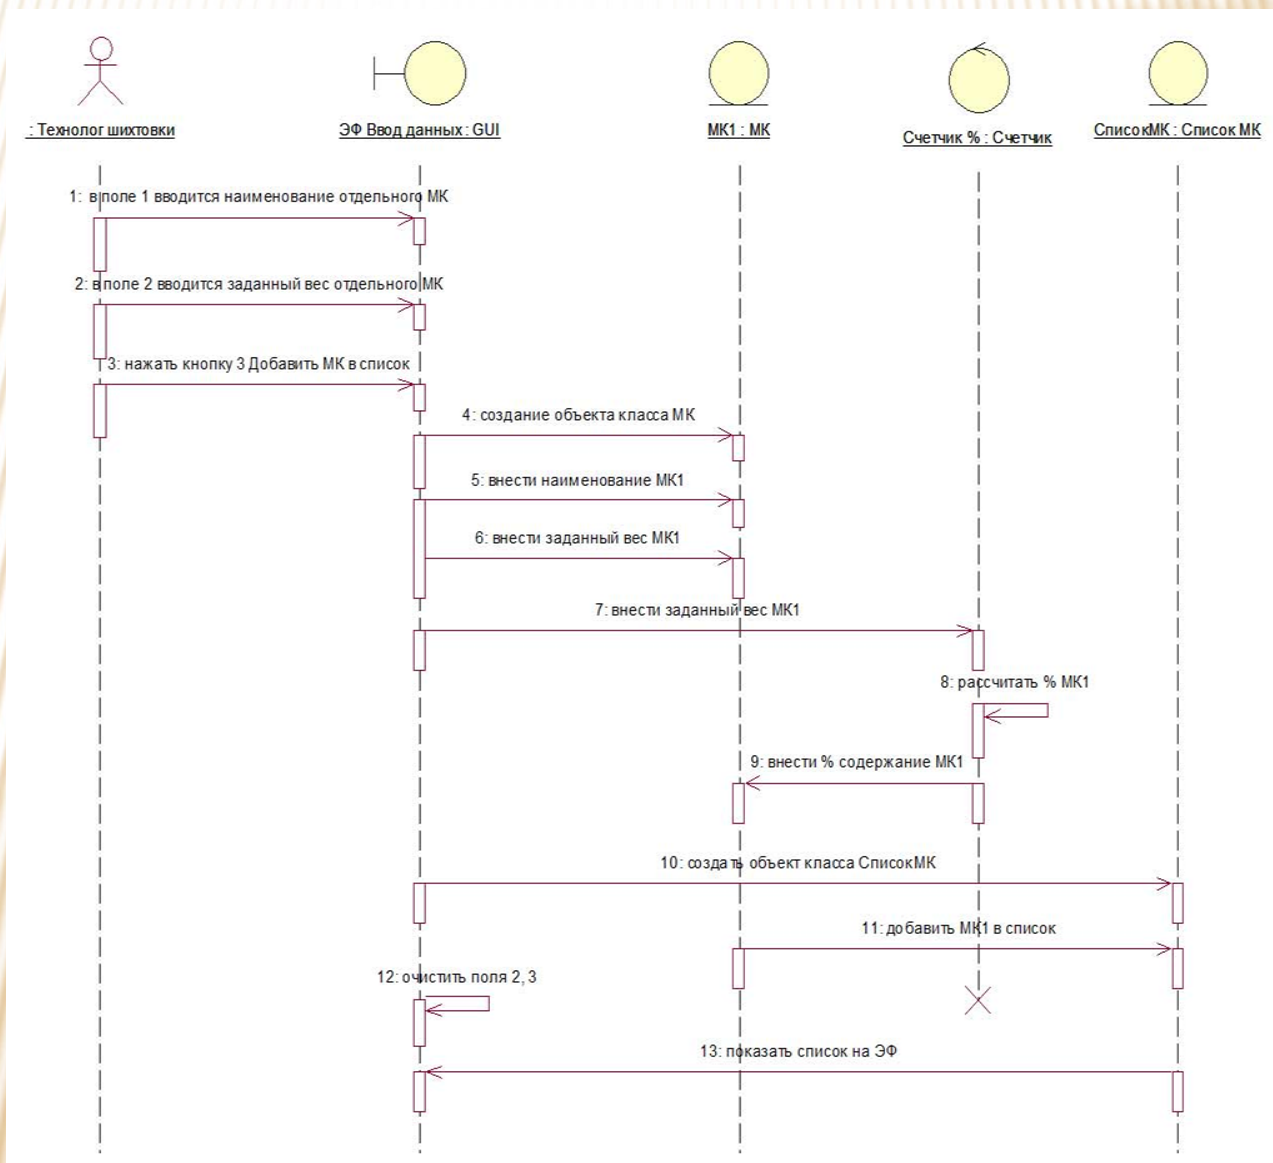 : Технолог шихтовки
ЭФ Ввод данных : GUI
МК1 : МК
Счетчик % : Счетчик
СписокМК : Список МК
1: в поле 1 вводится наименование отдельного МК
2: в поле 2 вводится заданный вес отдельного МК
3: нажать кнопку 3 Добавить МК в список
4: создание объекта класса МК
5: внести наименование МК1
6: внести заданный вес МК1
7: внести заданный вес МК1
8: рассчитать % МК1
9: внести % содержание МК1
10: создать объект класса СписокМК
11: добавить МК1 в список
12: очистить поля 2, 3
13: показать список на ЭФ